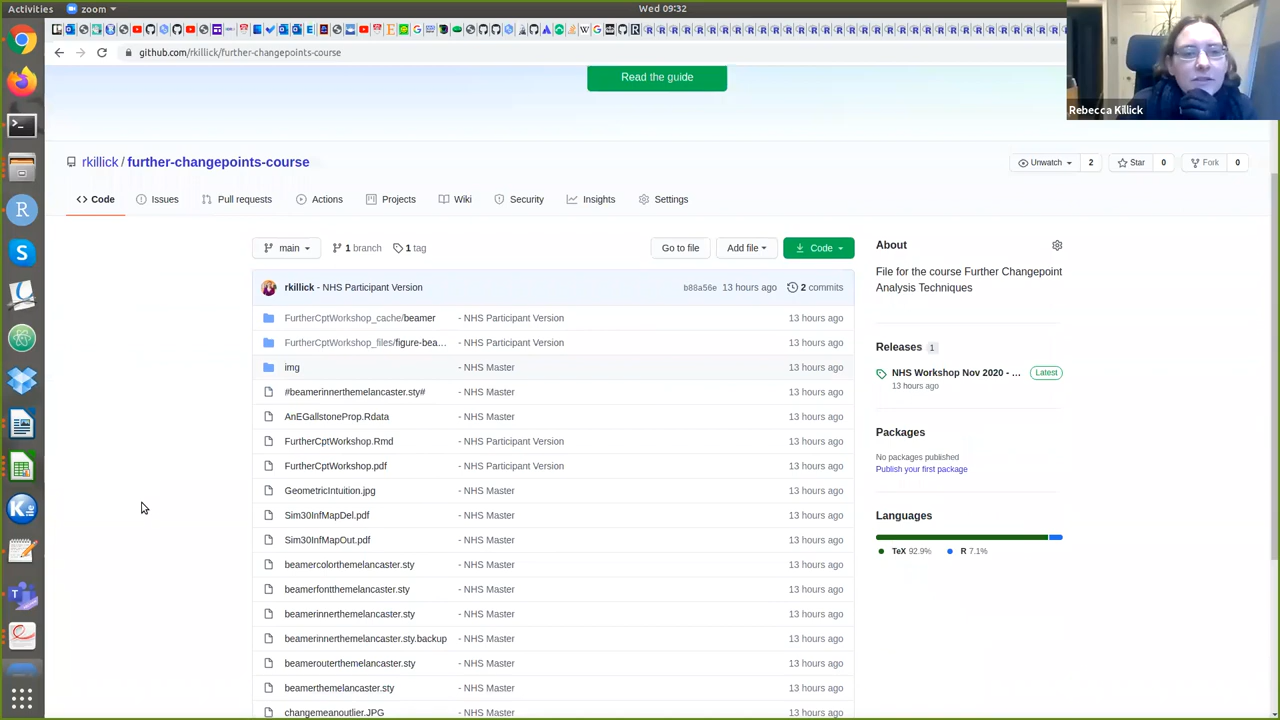 Activities
zoom
Wed 09:32
github.com/rkillick/further-changepoints-course
Rebecca Killick
Read the guide
rkillick / further-changepoints-course
Unwatch 2
Star 0
Fork 0
Code
Issues
Pull requests
Actions
Projects
Wiki
Security
Insights
Settings
main
1 branch
1 tag
Go to file
Add file
Code
rkillick - NHS Participant Version b88a56e 13 hours ago 2 commits
FurtherCptWorkshop_cache/beamer - NHS Participant Version 13 hours ago
FurtherCptWorkshop_files/figure-bea... - NHS Participant Version 13 hours ago
img - NHS Master 13 hours ago
#beamerinnerthemelancaster.sty# - NHS Master 13 hours ago
AnEGallstoneProp.Rdata - NHS Master 13 hours ago
FurtherCptWorkshop.Rmd - NHS Participant Version 13 hours ago
FurtherCptWorkshop.pdf - NHS Participant Version 13 hours ago
GeometricIntuition.jpg - NHS Master 13 hours ago
Sim30InfMapDel.pdf - NHS Master 13 hours ago
Sim30InfMapOut.pdf - NHS Master 13 hours ago
beamercolorthemelancaster.sty - NHS Master 13 hours ago
beamerfontthemelancaster.sty - NHS Master 13 hours ago
beamerinnerthemelancaster.sty - NHS Master 13 hours ago
beamerinnerthemelancaster.sty.backup - NHS Master 13 hours ago
beamerouterthemelancaster.sty - NHS Master 13 hours ago
beamerthemelancaster.sty - NHS Master 13 hours ago
changemeanoutlier.JPG - NHS Master 13 hours ago
About
File for the course Further Changepoint
Analysis Techniques
Releases 1
NHS Workshop Nov 2020 - ... Latest
13 hours ago
Packages
No packages published
Publish your first package
Languages
TeX 92.9%
R 7.1%